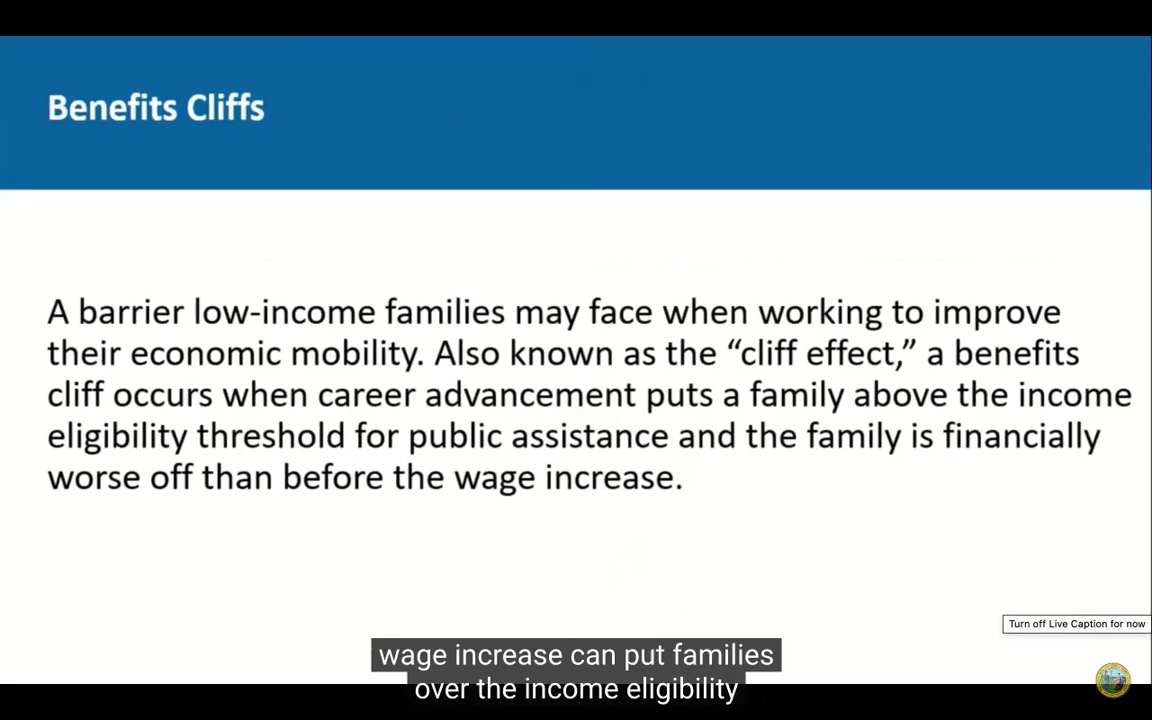 Benefits Cliffs
A barrier low-income families may face when working to improve
their economic mobility. Also known as the “cliff effect,” a benefits
cliff occurs when career advancement puts a family above the income
eligibility threshold for public assistance and the family is financially
worse off than before the wage increase.
Turn off Live Caption for now
wage increase can put families
over the income eligibility